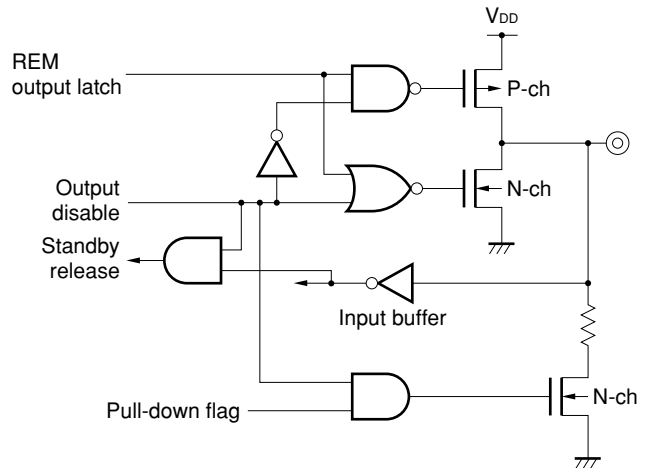 VDD
REM
output latch
P-ch
N-ch
Output
disable
Standby
release
Input buffer
N-ch
Pull-down flag